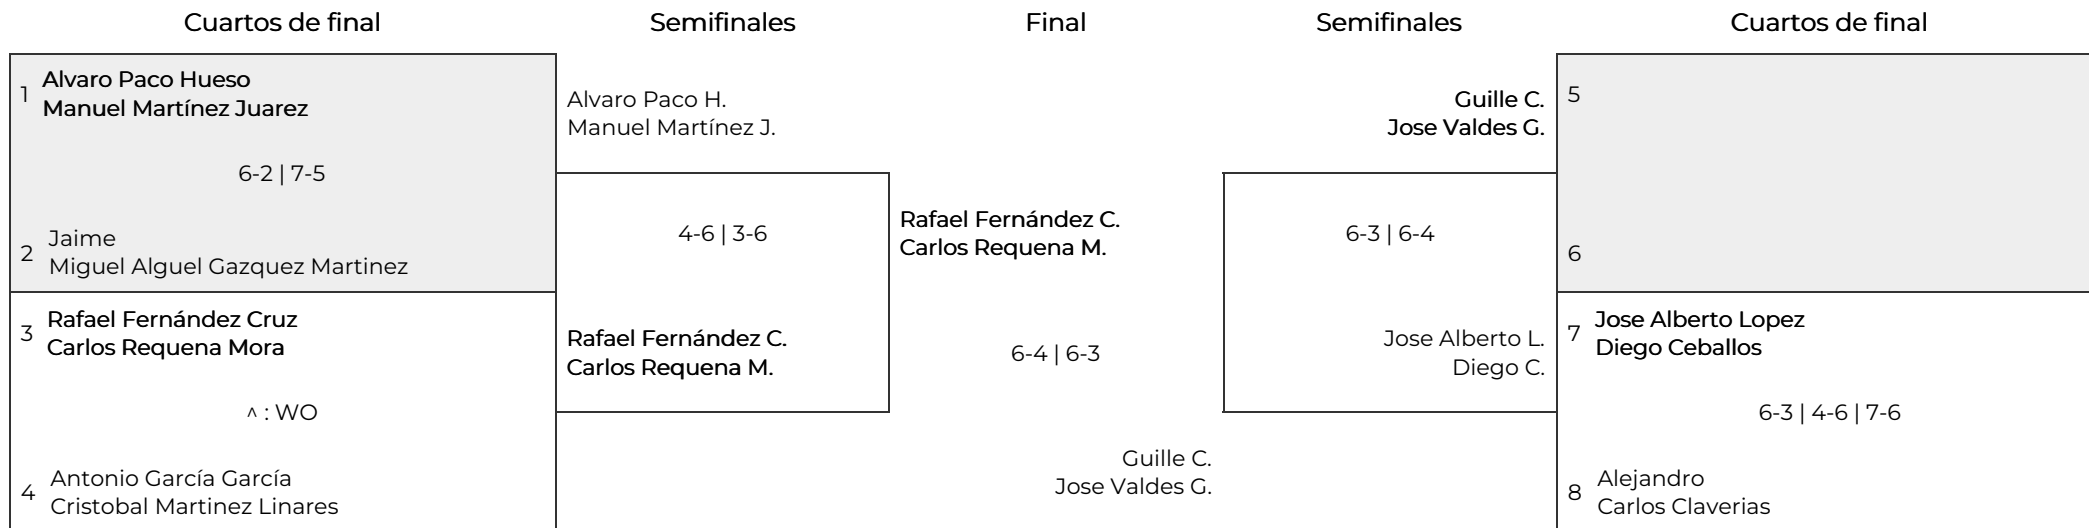 Cuartos de final
Semifinales
Final
Semifinales
Cuartos de final
1
Alvaro Paco Hueso
Manuel Martínez Juarez
6-2 | 7-5
2
Jaime
Miguel Alguel Gazquez Martinez
3
Rafael Fernández Cruz
Carlos Requena Mora
^ : WO
4
Antonio García García
Cristobal Martinez Linares
Alvaro Paco H.
Manuel Martínez J.
4-6 | 3-6
Rafael Fernández C.
Carlos Requena M.
Rafael Fernández C.
Carlos Requena M.
6-4 | 6-3
Guille C.
Jose Valdes G.
Guille C.
Jose Valdes G.
6-3 | 6-4
Jose Alberto L.
Diego C.
5
6
7
Jose Alberto Lopez
Diego Ceballos
6-3 | 4-6 | 7-6
8
Alejandro
Carlos Claverias